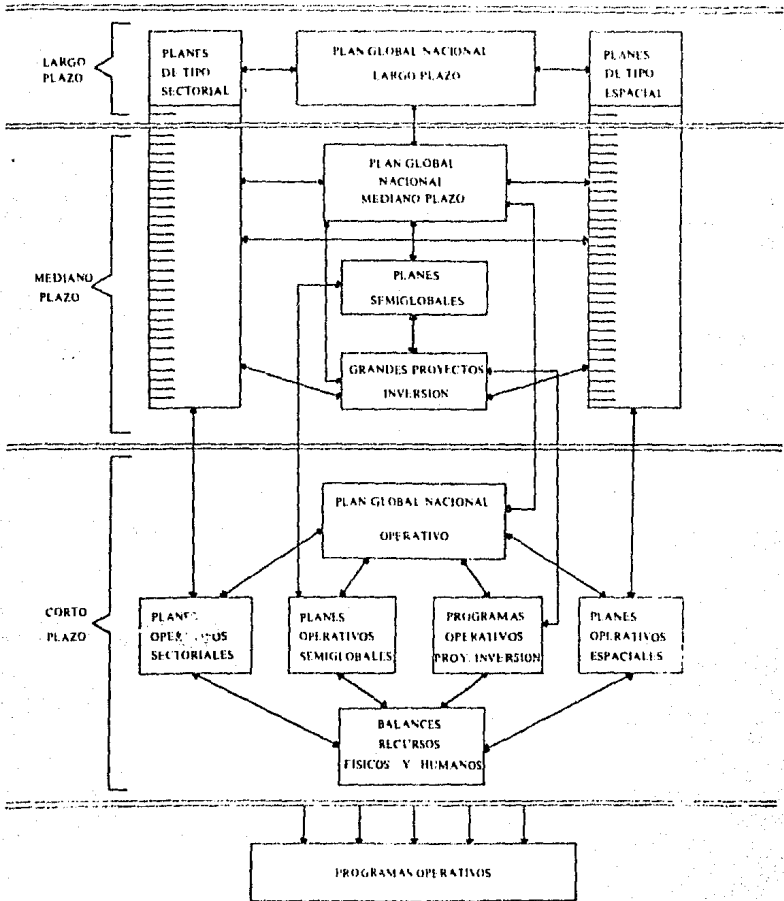 LARGO
PLAZO
PLANES
DE TIPO
SECTORIAL
PLAN GLOBAL NACIONAL
LARGO PLAZO
PLANES
DE TIPO
ESPACIAL
MEDIANO
PLAZO
PLAN GLOBAL
NACIONAL
MEDIANO PLAZO
PLANES
SEMIGLOBALES
GRANDES PROYECTOS
INVERSION
CORTO
PLAZO
PLAN GLOBAL NACIONAL
OPERATIVO
PLANES
OPERATIVOS
SECTORIALES
PLANES
OPERATIVOS
SEMIGLOBALES
PROGRAMAS
OPERATIVOS
PROY. INVERSION
PLANES
OPERATIVOS
ESPACIALES
BALANCES
RECURSOS
FISICOS Y HUMANOS
PROGRAMAS OPERATIVOS